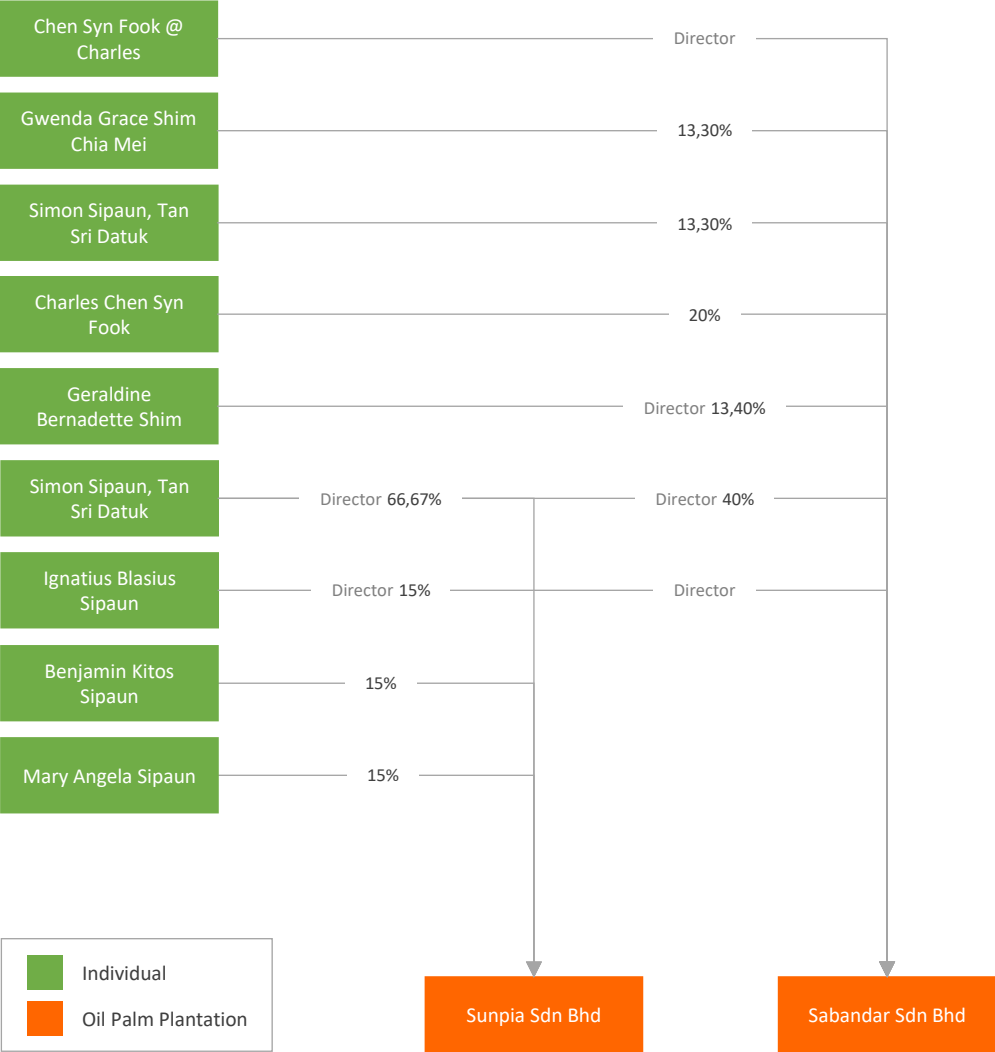 Chen Syn Fook @
Charles
Director
Gwenda Grace Shim
Chia Mei
13,30%
Simon Sipaun, Tan
Sri Datuk
13,30%
Charles Chen Syn
Fook
20%
Geraldine
Bernadette Shim
Director 13,40%
Simon Sipaun, Tan
Sri Datuk
Director 66,67%
Director 40%
Ignatius Blasius
Sipaun
Director 15%
Director
Benjamin Kitos
Sipaun
15%
Mary Angela Sipaun
15%
Individual
Oil Palm Plantation
Sunpia Sdn Bhd
Sabandar Sdn Bhd